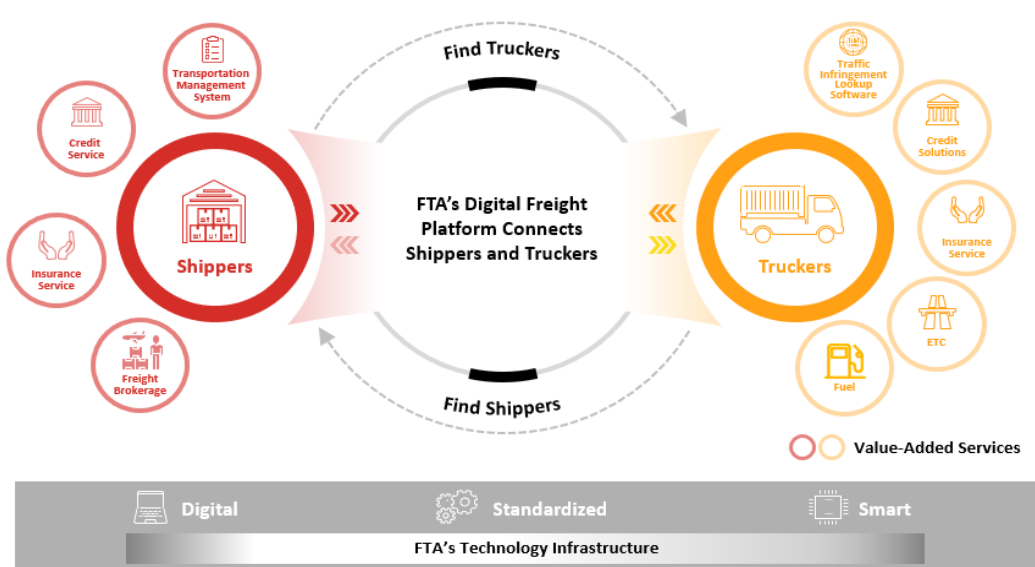 Find Truckers
Transportation
Management
System
Credit
Service
Insurance
Service
Freight
Brokerage
Shippers
FTA's Digital Freight
Platform Connects
Shippers and Truckers
Truckers
Traffic
Infringement
Lookup
Software
Credit
Solutions
Insurance
Service
ETC
Fuel
Find Shippers
Value-Added Services
Digital
Standardized
Smart
FTA's Technology Infrastructure